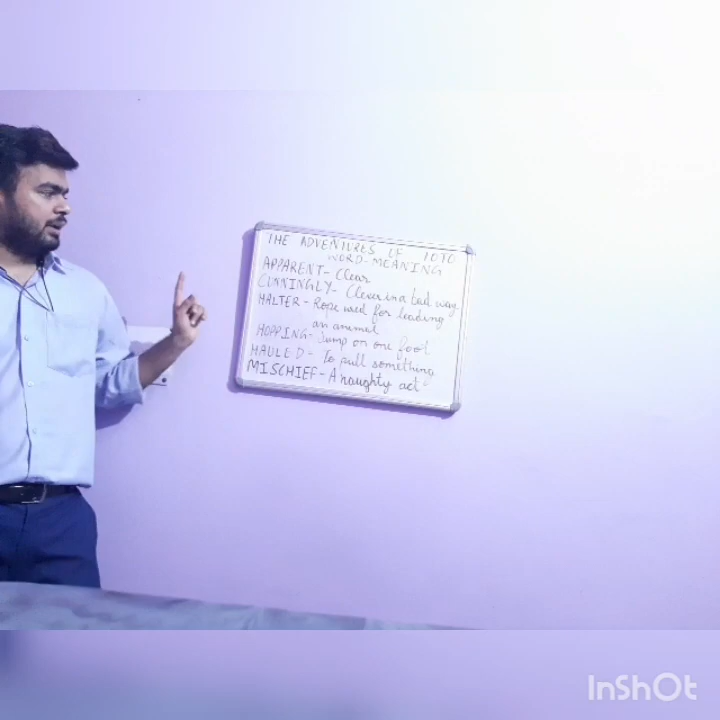 THE ADVENTURES OF TOTO
WORD-MEANING
APPARENT- Clear
CUNNINGLY- Clever in a bad way
HALTER- Rope used for leading
an animal
HOPPING- Jump on one foot
HAULED- To pull something
MISCHIEF- A naughty act
InShOt